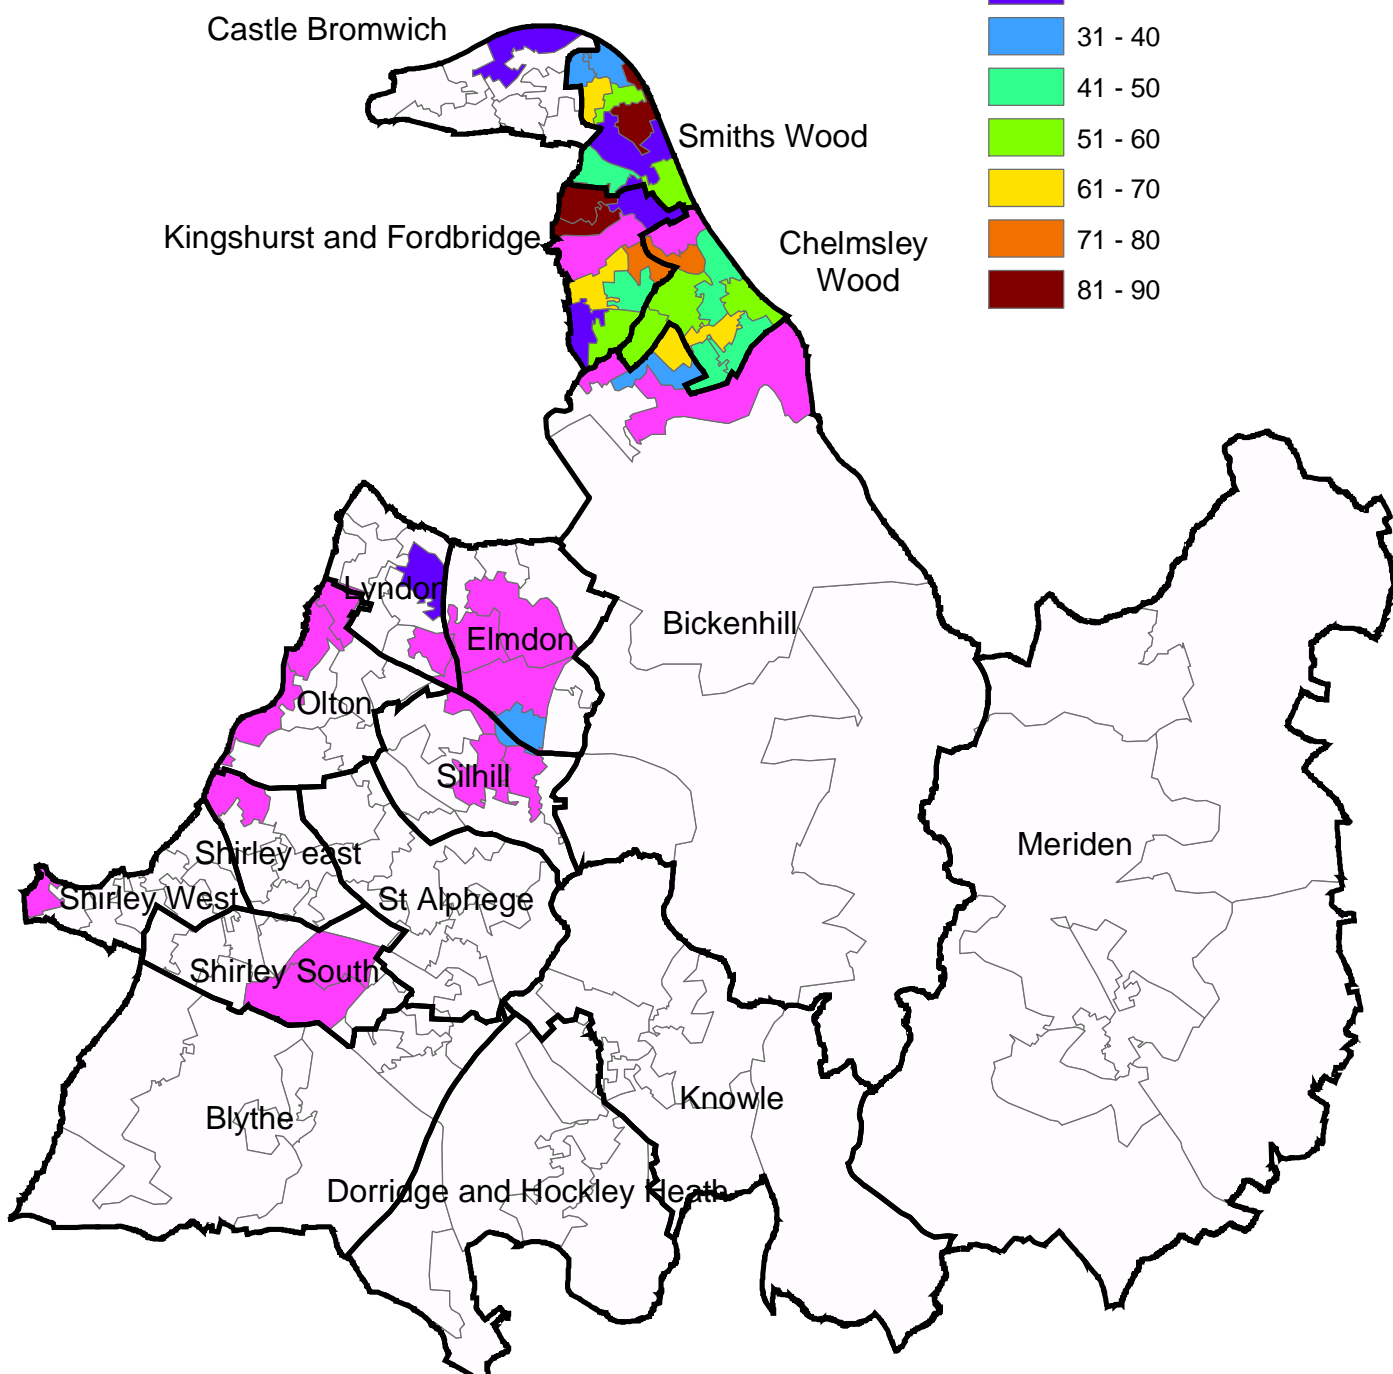 Castle Bromwich
31 - 40
41 - 50
Smiths Wood
51 - 60
61 - 70
Kingshurst and Fordbridge
Chelmsley
Wood
71 - 80
81 - 90
Lyndon
Elmdon
Bickenhill
Olton
Silhill
Meriden
Shirley east
Shirley West
St Alphege
Shirley South
Knowle
Blythe
Dorridge and Hockley Heath